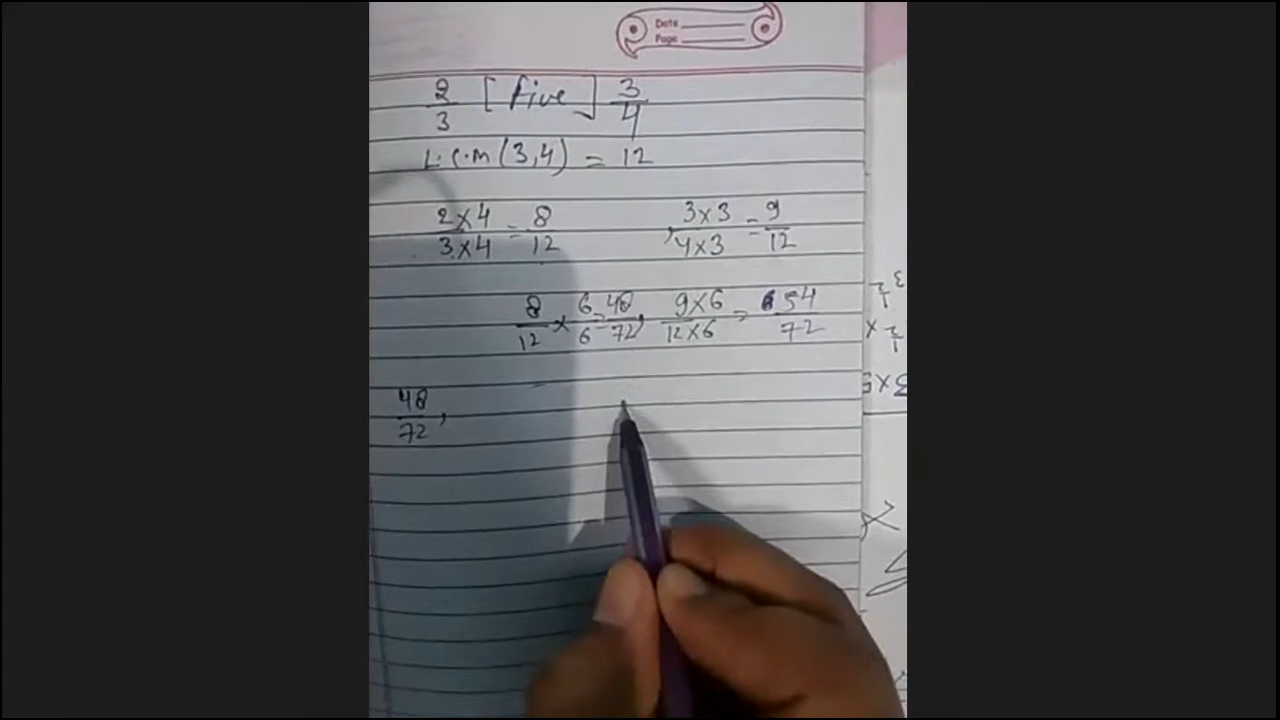 Date
Page
2/3 [five] 3/4
L.C.M (3,4) = 12
2×4/3×4 = 8/12 , 3×3/4×3 = 9/12
8/12 × 6/6 = 48/72, 9×6/12×6 = 54/72
48/72,